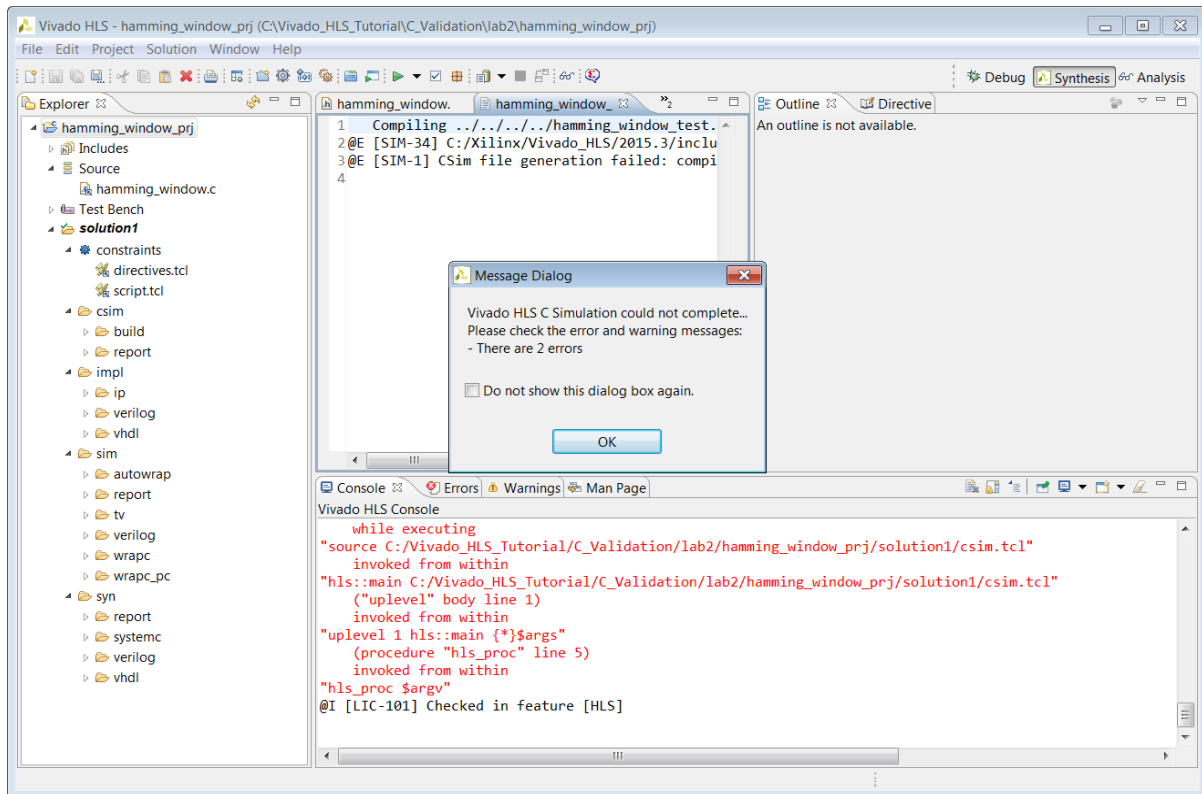 Vivado HLS - hamming_window_prj (C:\Vivado_HLS_Tutorial\C_Validation\lab2\hamming_window_prj)
File Edit Project Solution Window Help
Debug Synthesis Analysis
Explorer
hamming_window_prj
Includes
Source
hamming_window.c
Test Bench
solution1
constraints
directives.tcl
script.tcl
csim
build
report
impl
ip
verilog
vhdl
sim
autowrap
report
tv
verilog
wrapc
wrapc_pc
syn
report
systemc
verilog
vhdl
hamming_window. hamming_window_ »2
1 Compiling ../../../../hamming_window_test.
2 @E [SIM-34] C:/Xilinx/Vivado_HLS/2015.3/inclu
3 @E [SIM-1] CSim file generation failed: compi
4
Outline Directive
An outline is not available.
Message Dialog
Vivado HLS C Simulation could not complete...
Please check the error and warning messages:
- There are 2 errors
Do not show this dialog box again.
OK
Console Errors Warnings Man Page
Vivado HLS Console
while executing
"source C:/Vivado_HLS_Tutorial/C_Validation/lab2/hamming_window_prj/solution1/csim.tcl"
invoked from within
"hls::main C:/Vivado_HLS_Tutorial/C_Validation/lab2/hamming_window_prj/solution1/csim.tcl"
("uplevel" body line 1)
invoked from within
"uplevel 1 hls::main {*}$args"
(procedure "hls_proc" line 5)
invoked from within
"hls_proc $argv"
@I [LIC-101] Checked in feature [HLS]